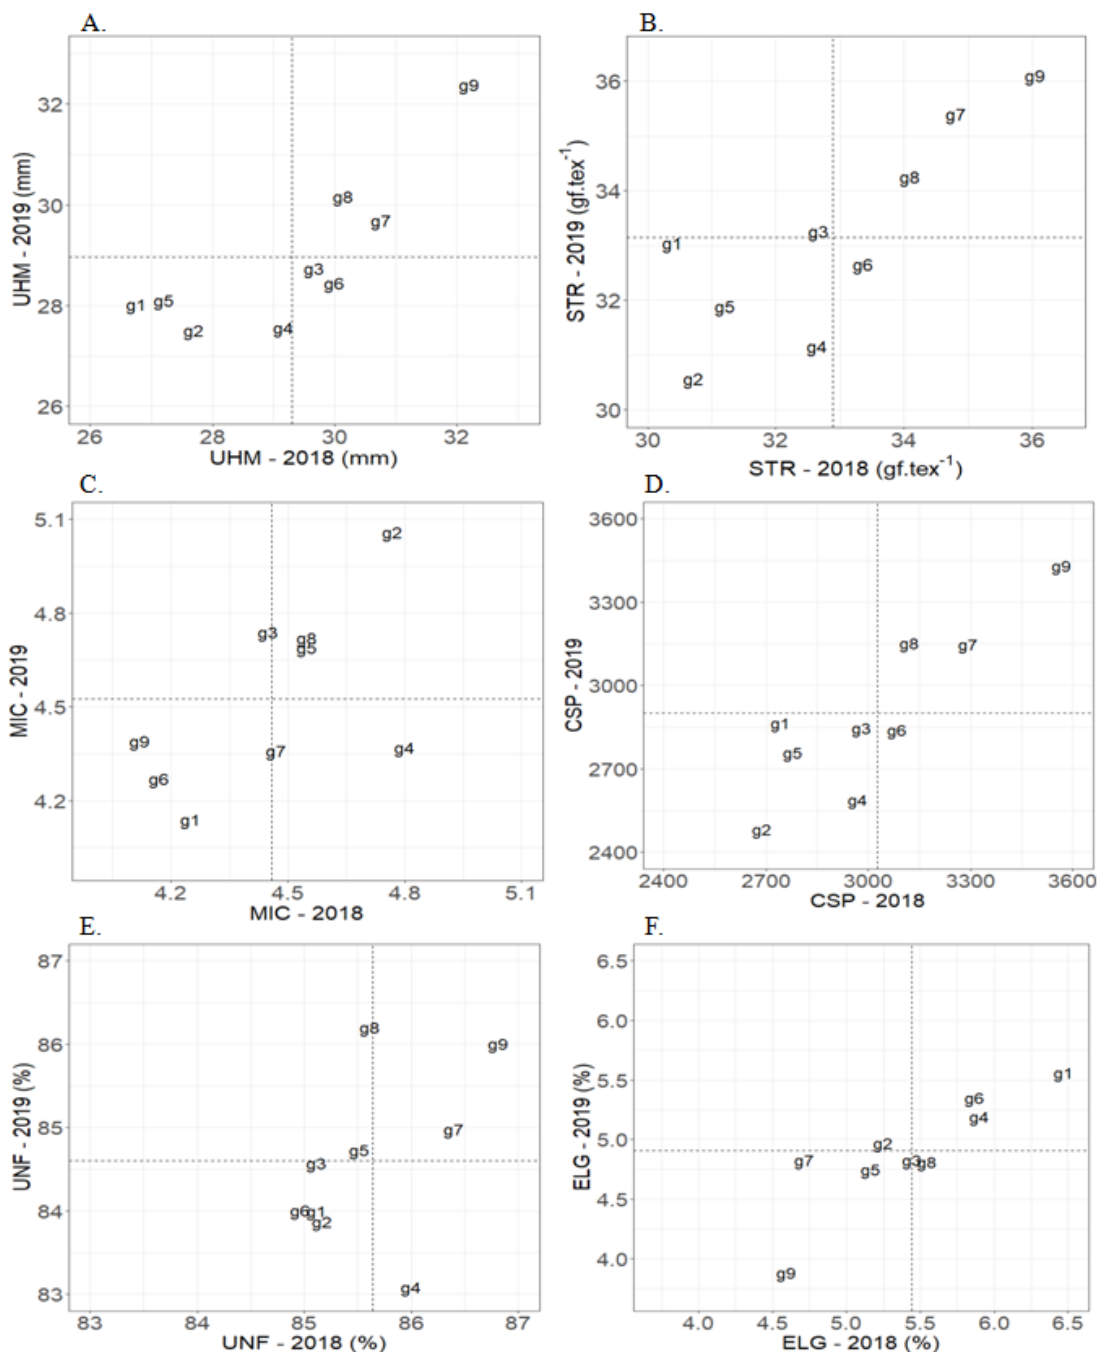 A.
UHM - 2019 (mm)
32
30
28
26
g9
g8
g7
g3
g6
g1
g5
g2
g4
26 28 30 32
UHM - 2018 (mm)
B.
STR - 2019 (gf.tex⁻¹)
36
34
32
30
g9
g7
g8
g3
g1
g6
g5
g4
g2
30 32 34 36
STR - 2018 (gf.tex⁻¹)
C.
MIC - 2019
5.1
4.8
4.5
4.2
g2
g3
g8
g5
g9
g7
g4
g6
g1
4.2 4.5 4.8 5.1
MIC - 2018
D.
CSP - 2019
3600
3300
3000
2700
2400
g9
g8
g7
g1
g3
g6
g5
g4
g2
2400 2700 3000 3300 3600
CSP - 2018
E.
UNF - 2019 (%)
87
86
85
84
83
g8
g9
g7
g5
g3
g6
g1
g2
g4
83 84 85 86 87
UNF - 2018 (%)
F.
ELG - 2019 (%)
6.5
6.0
5.5
5.0
4.5
4.0
g1
g6
g4
g2
g7
g3
g8
g5
g9
4.0 4.5 5.0 5.5 6.0 6.5
ELG - 2018 (%)